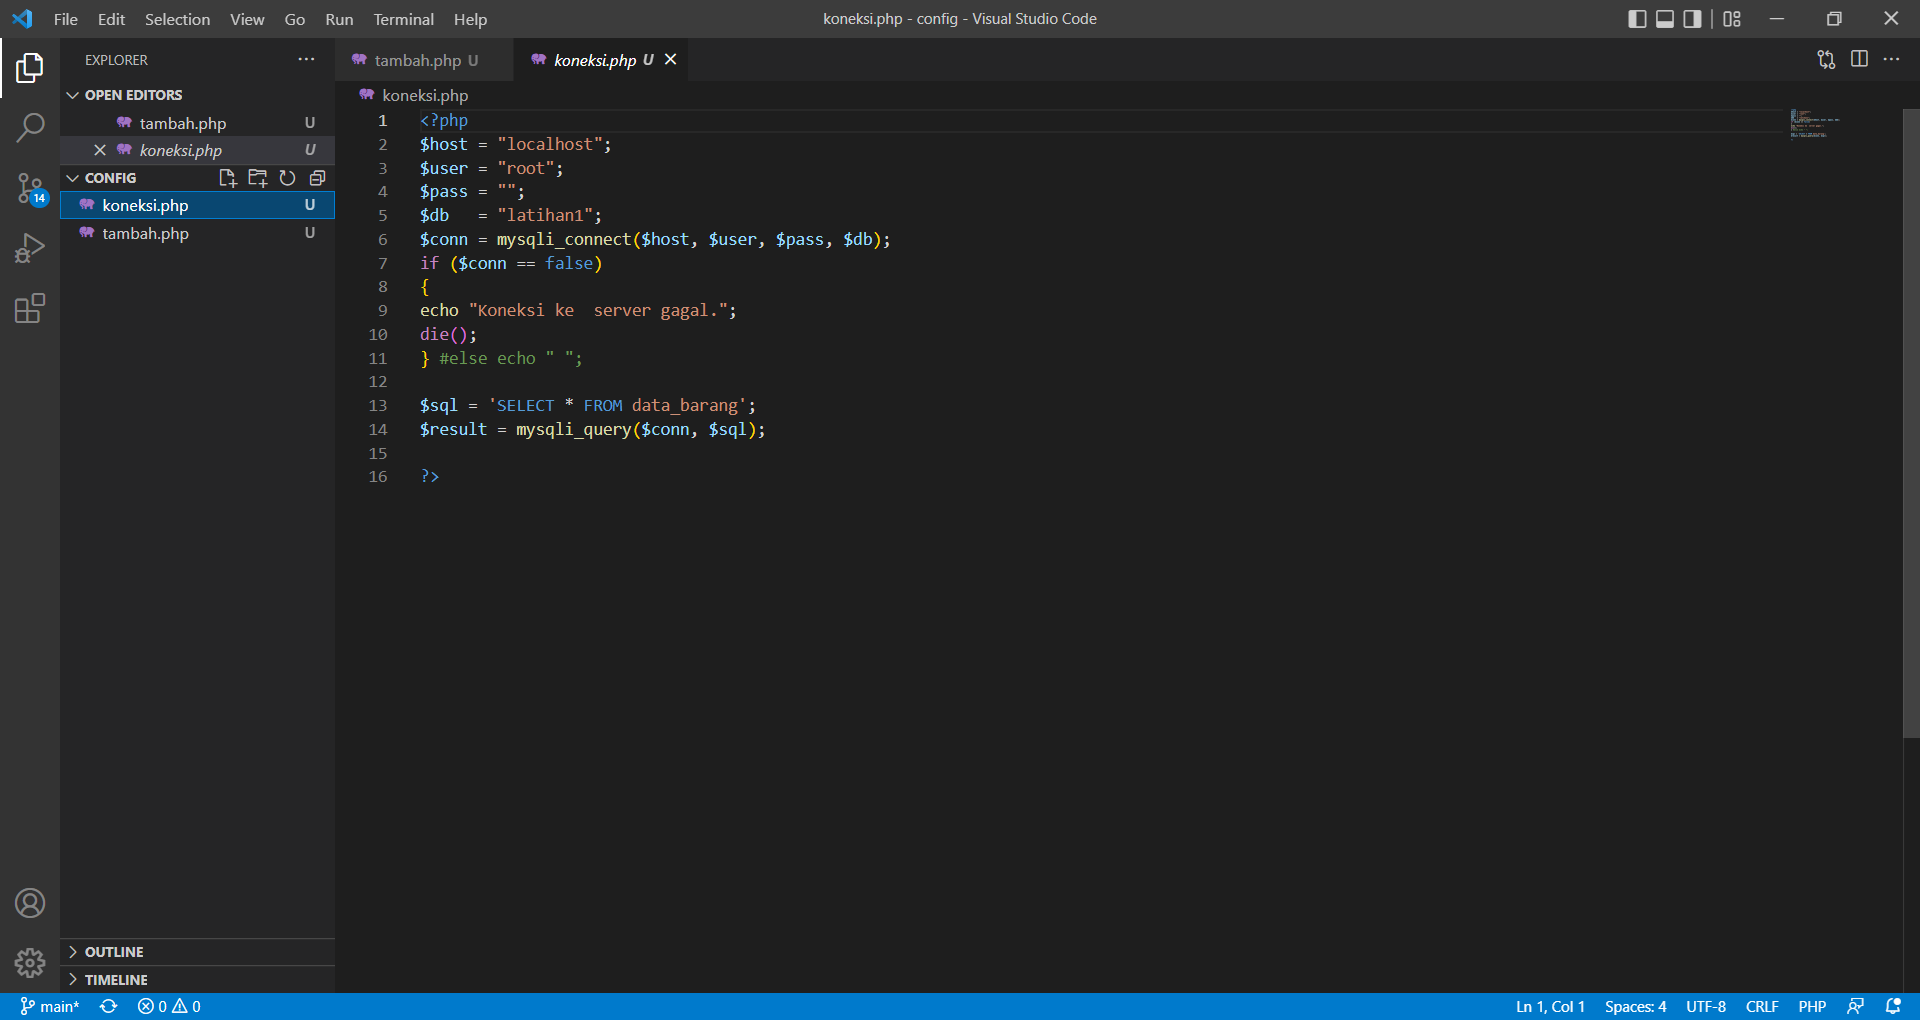 File Edit Selection View Go Run Terminal Help
koneksi.php - config - Visual Studio Code
EXPLORER
OPEN EDITORS
tambah.php U
koneksi.php U
CONFIG
koneksi.php U
tambah.php U
14
OUTLINE
TIMELINE
tambah.php U
koneksi.php U
koneksi.php
1 <?php
2 $host = "localhost";
3 $user = "root";
4 $pass = "";
5 $db   = "latihan1";
6 $conn = mysqli_connect($host, $user, $pass, $db);
7 if ($conn == false)
8 {
9 echo "Koneksi ke  server gagal.";
10 die();
11 } #else echo " ";
12
13 $sql = 'SELECT * FROM data_barang';
14 $result = mysqli_query($conn, $sql);
15
16 ?>
main* 0 0
Ln 1, Col 1 Spaces: 4 UTF-8 CRLF PHP